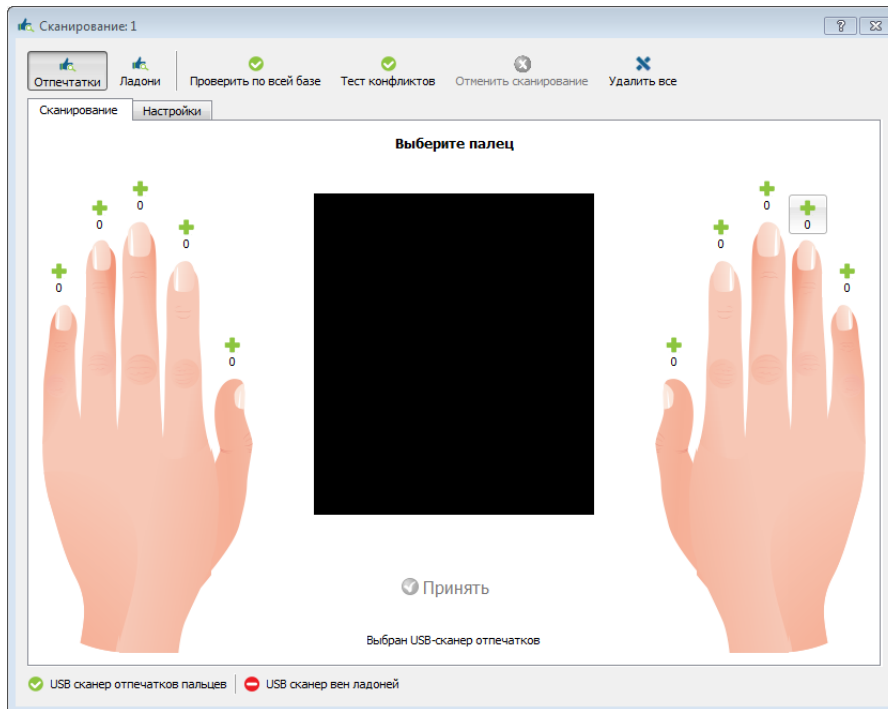 Сканирование: 1
Отпечтатки Ладони Проверить по всей базе Тест конфликтов Отменить сканирование Удалить все
Сканирование Настройки
Выберите палец
0
0
0
0
0
0
0
0
0
0
Принять
Выбран USB-сканер отпечатков
USB сканер отпечатков пальцев USB сканер вен ладоней